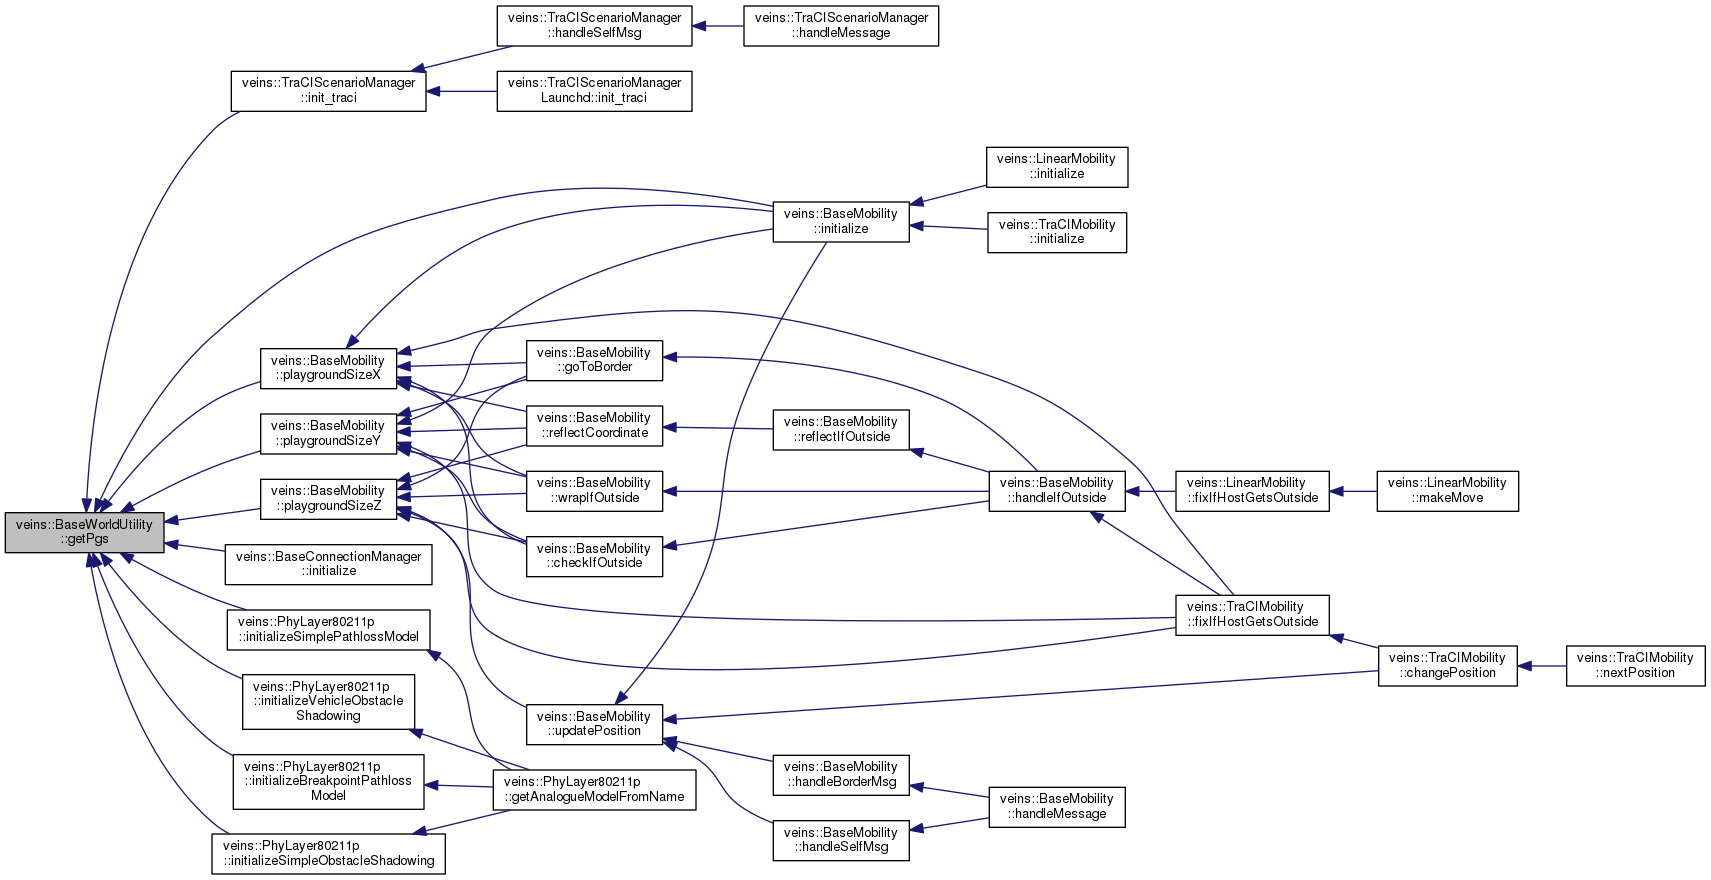 veins::TraCIScenarioManager
::handleSelfMsg
veins::TraCIScenarioManager
::handleMessage
veins::TraCIScenarioManager
::init_traci
veins::TraCIScenarioManager
Launchd::init_traci
veins::LinearMobility
::initialize
veins::BaseMobility
::initialize
veins::TraCIMobility
::initialize
veins::BaseMobility
::playgroundSizeX
veins::BaseMobility
::goToBorder
veins::BaseMobility
::playgroundSizeY
veins::BaseMobility
::reflectCoordinate
veins::BaseMobility
::reflectIfOutside
veins::BaseMobility
::playgroundSizeZ
veins::BaseMobility
::wrapIfOutside
veins::BaseMobility
::handleIfOutside
veins::LinearMobility
::fixIfHostGetsOutside
veins::LinearMobility
::makeMove
veins::BaseWorldUtility
::getPgs
veins::BaseConnectionManager
::initialize
veins::BaseMobility
::checkIfOutside
veins::PhyLayer80211p
::initializeSimplePathlossModel
veins::TraCIMobility
::fixIfHostGetsOutside
veins::TraCIMobility
::changePosition
veins::TraCIMobility
::nextPosition
veins::PhyLayer80211p
::initializeVehicleObstacle
Shadowing
veins::BaseMobility
::updatePosition
veins::PhyLayer80211p
::initializeBreakpointPathloss
Model
veins::PhyLayer80211p
::getAnalogueModelFromName
veins::BaseMobility
::handleBorderMsg
veins::BaseMobility
::handleMessage
veins::PhyLayer80211p
::initializeSimpleObstacleShadowing
veins::BaseMobility
::handleSelfMsg